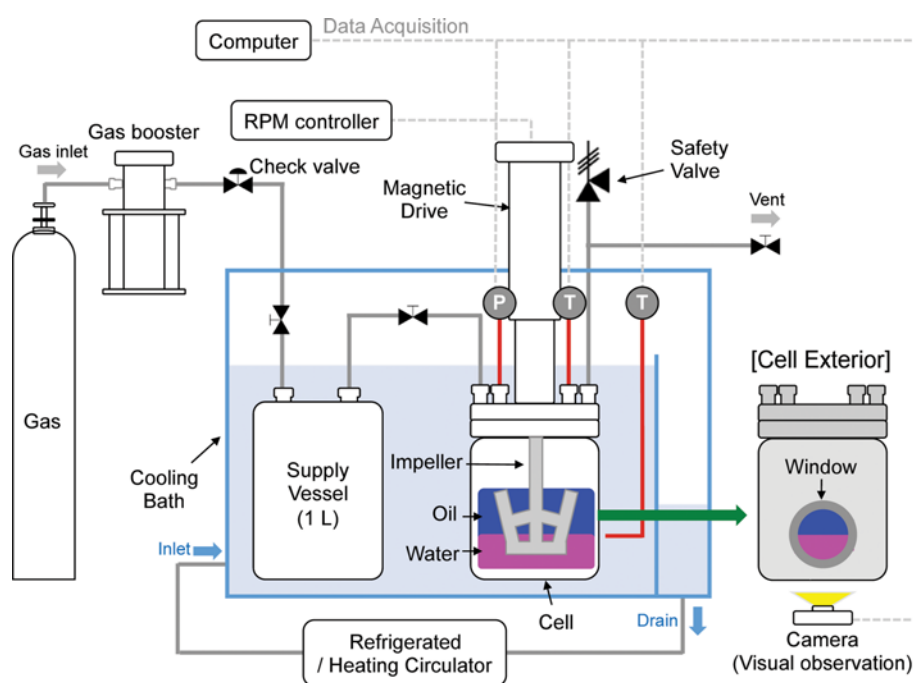 Data Acquisition
Computer
RPM controller
Gas booster
Gas inlet
Check valve
Safety
Valve
Magnetic
Drive
Vent
P
T
T
[Cell Exterior]
Gas
Cooling
Bath
Supply
Vessel
(1 L)
Impeller
Oil
Water
Window
Inlet
Cell
Drain
Refrigerated
/ Heating Circulator
Camera
(Visual observation)